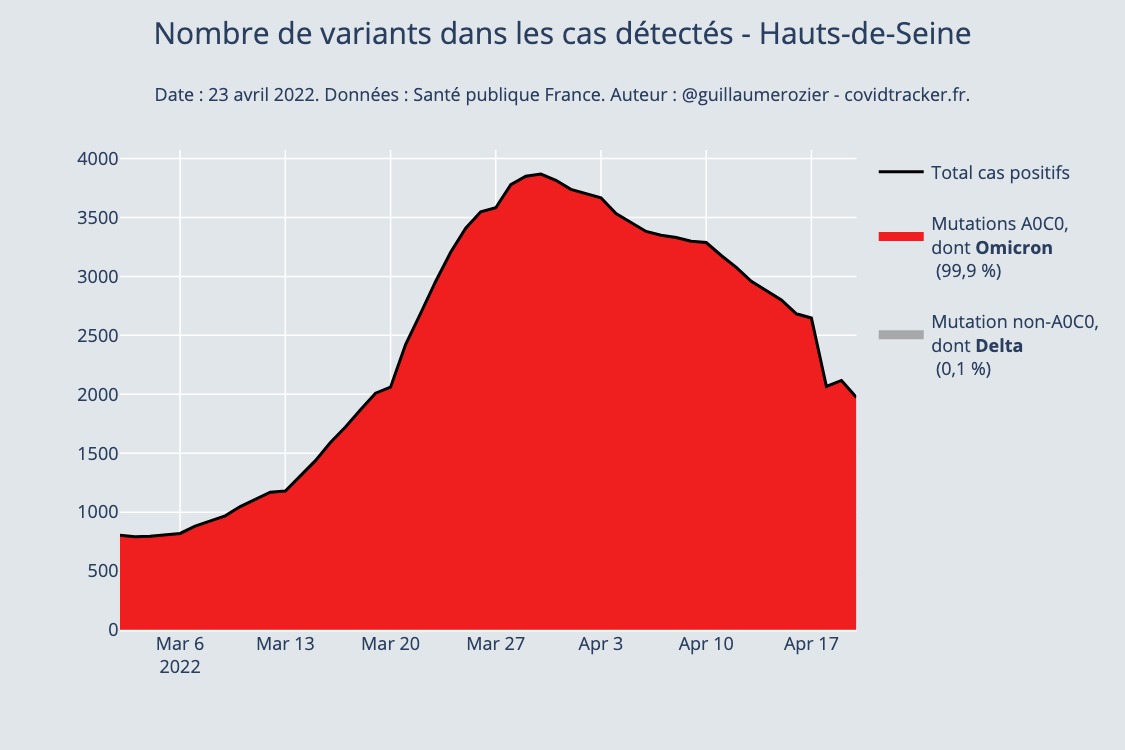 Nombre de variants dans les cas détectés - Hauts-de-Seine
Date : 23 avril 2022. Données : Santé publique France. Auteur : @guillaumerozier - covidtracker.fr.
4000
3500
3000
2500
2000
1500
1000
500
0
Mar 6
2022
Mar 13
Mar 20
Mar 27
Apr 3
Apr 10
Apr 17
Total cas positifs
Mutations A0C0,
dont Omicron
(99,9 %)
Mutation non-A0C0,
dont Delta
(0,1 %)